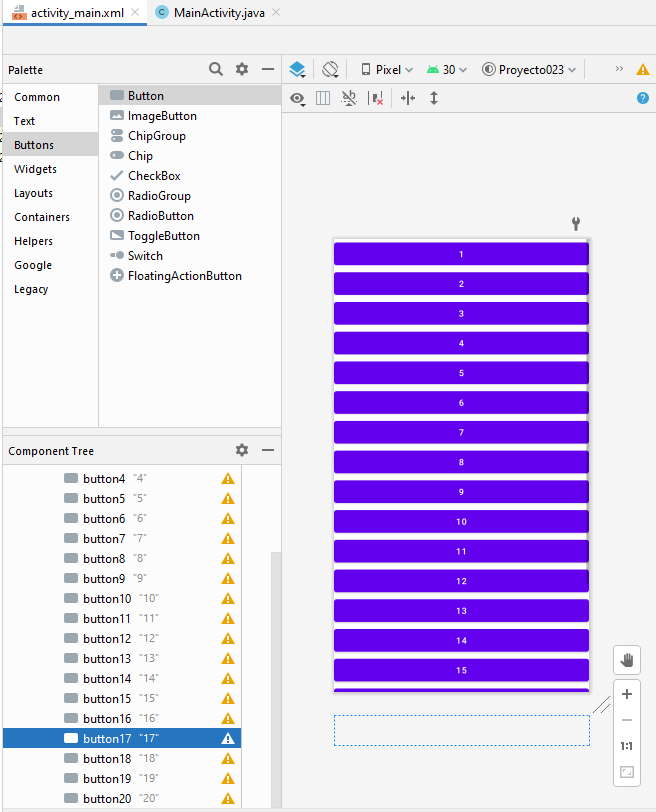 activity_main.xml
MainActivity.java
Palette
Pixel
30
Proyecto023
Common
Text
Buttons
Widgets
Layouts
Containers
Helpers
Google
Legacy
Button
ImageButton
ChipGroup
Chip
CheckBox
RadioGroup
RadioButton
ToggleButton
Switch
FloatingActionButton
1
2
3
4
5
6
7
8
9
10
11
12
13
14
15
1:1
Component Tree
button4 "4"
button5 "5"
button6 "6"
button7 "7"
button8 "8"
button9 "9"
button10 "10"
button11 "11"
button12 "12"
button13 "13"
button14 "14"
button15 "15"
button16 "16"
button17 "17"
button18 "18"
button19 "19"
button20 "20"